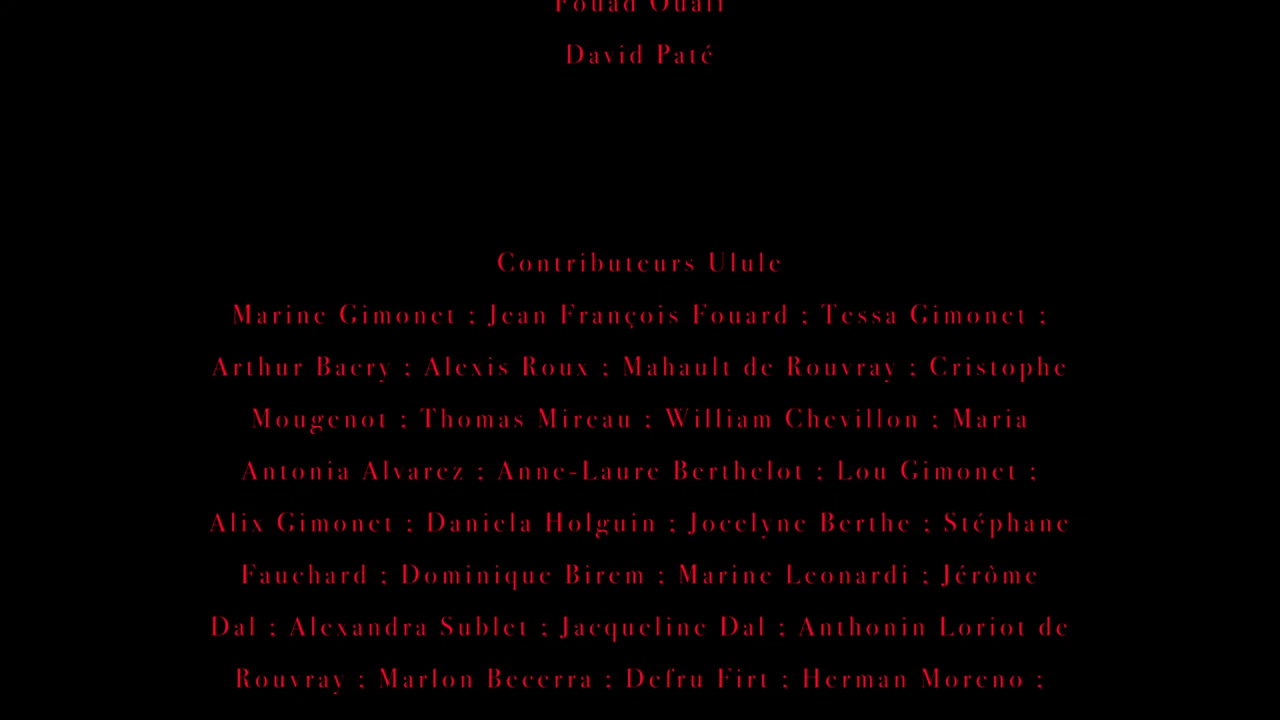 Fouad Ouali
David Paté
Contributeurs Ulule
Marine Gimonet ; Jean François Fouard ; Tessa Gimonet ;
Arthur Bacry ; Alexis Roux ; Mahault de Rouvray ; Cristophe
Mougenot ; Thomas Mireau ; William Chevillon ; Maria
Antonia Alvarez ; Anne-Laure Berthelot ; Lou Gimonet ;
Alix Gimonet ; Daniela Holguin ; Jocelyne Berthe ; Stéphane
Fauchard ; Dominique Birem ; Marine Leonardi ; Jérôme
Dal ; Alexandra Sublet ; Jacqueline Dal ; Anthonin Loriot de
Rouvray ; Marlon Becerra ; Defru Firt ; Herman Moreno ;